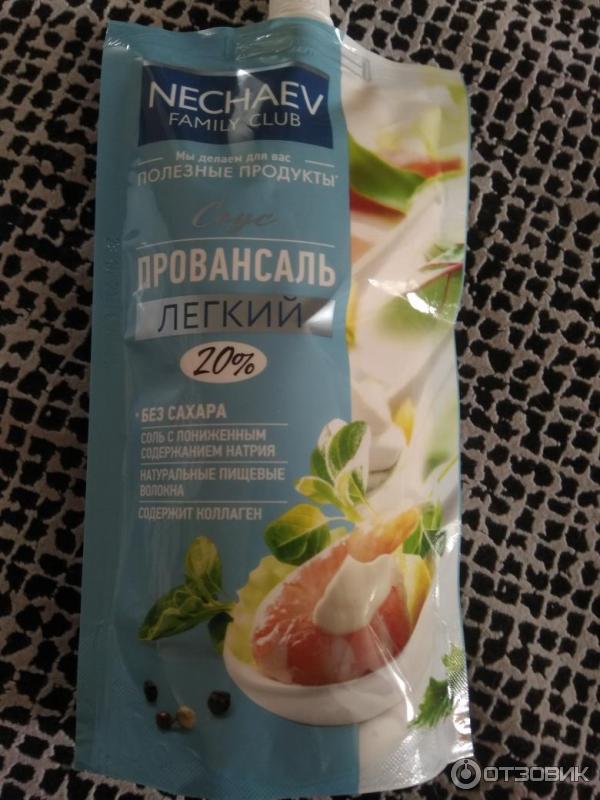 NECHAEV
FAMILY CLUB
Мы делаем для вас
ПОЛЕЗНЫЕ ПРОДУКТЫ*
Соус
ПРОВАНСАЛЬ
ЛЕГКИЙ
20%
• БЕЗ САХАРА
СОЛЬ С ПОНИЖЕННЫМ
СОДЕРЖАНИЕМ НАТРИЯ
НАТУРАЛЬНЫЕ ПИЩЕВЫЕ
ВОЛОКНА
СОДЕРЖИТ КОЛЛАГЕН
ОТЗОВИК